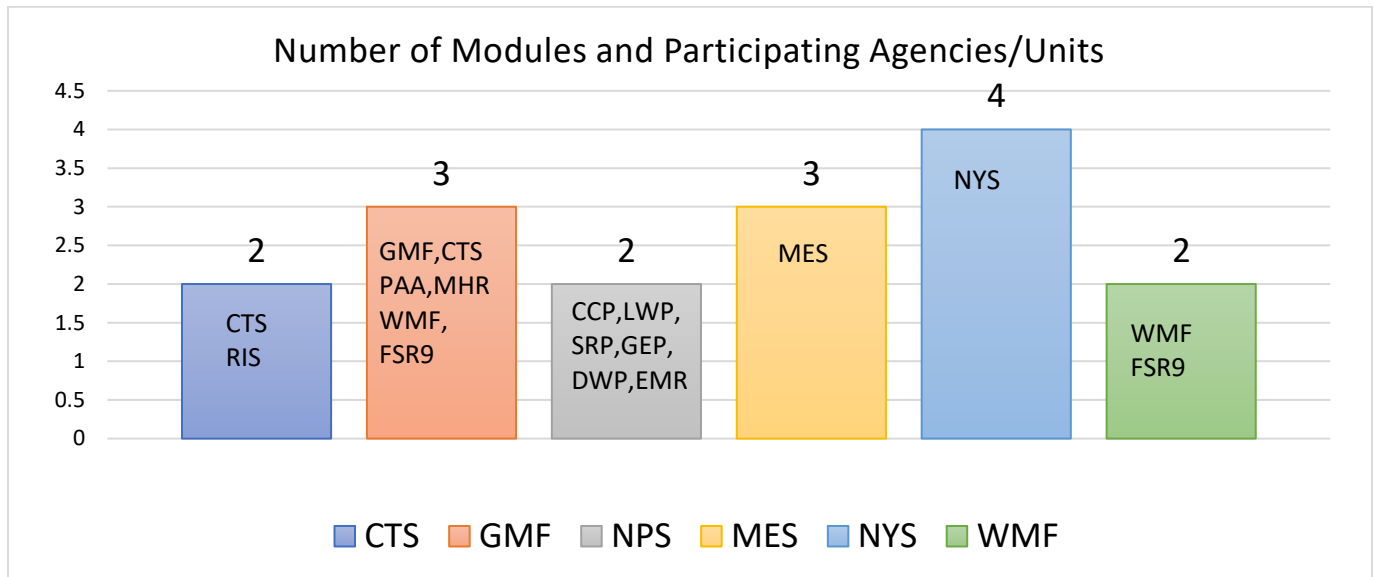 Number of Modules and Participating Agencies/Units
4.5
4
3.5
3
2.5
2
1.5
1
0.5
0
2
3
2
3
4
2
CTS
RIS
GMF,CTS
PAA,MHR
WMF,
FSR9
CCP,LWP,
SRP,GEP,
DWP,EMR
MES
NYS
WMF
FSR9
CTS GMF NPS MES NYS WMF